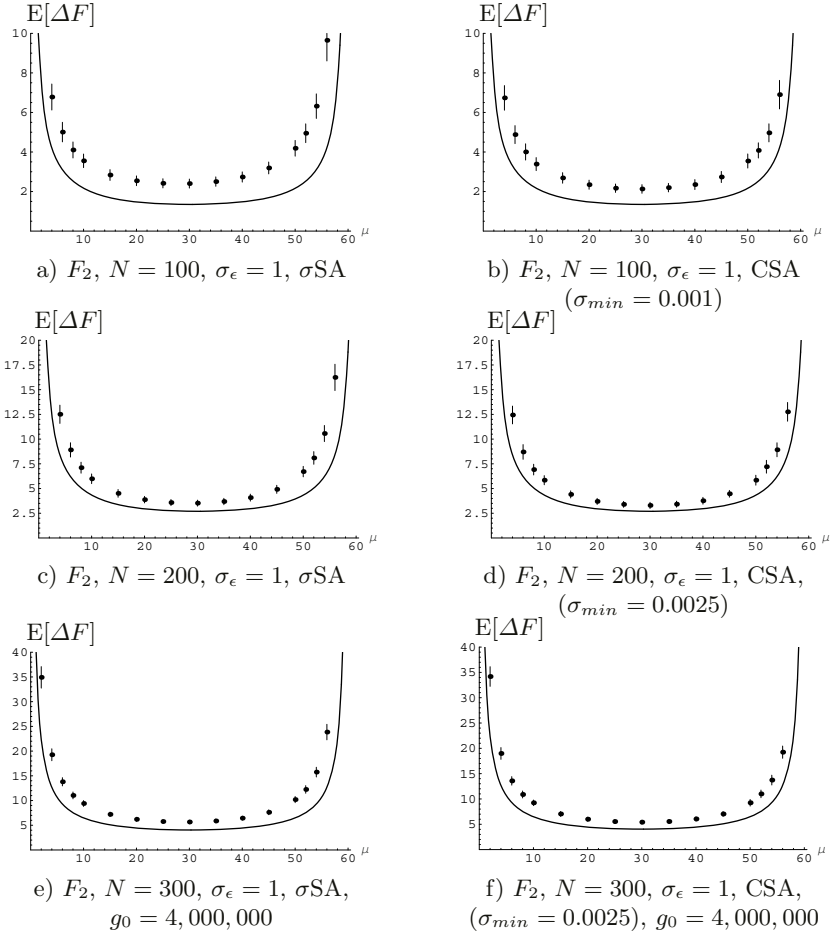 E[ΔF]
10
8
6
4
2
10 20 30 40 50 60 μ
a) F₂, N = 100, σ_ϵ = 1, σSA
E[ΔF]
10
8
6
4
2
10 20 30 40 50 60 μ
b) F₂, N = 100, σ_ϵ = 1, CSA
(σ_min = 0.001)
E[ΔF]
20
17.5
15
12.5
10
7.5
5
2.5
10 20 30 40 50 60 μ
c) F₂, N = 200, σ_ϵ = 1, σSA
E[ΔF]
20
17.5
15
12.5
10
7.5
5
2.5
10 20 30 40 50 60 μ
d) F₂, N = 200, σ_ϵ = 1, CSA,
(σ_min = 0.0025)
E[ΔF]
40
35
30
25
20
15
10
5
10 20 30 40 50 60 μ
e) F₂, N = 300, σ_ϵ = 1, σSA,
g₀ = 4,000,000
E[ΔF]
40
35
30
25
20
15
10
5
10 20 30 40 50 60 μ
f) F₂, N = 300, σ_ϵ = 1, CSA,
(σ_min = 0.0025), g₀ = 4,000,000